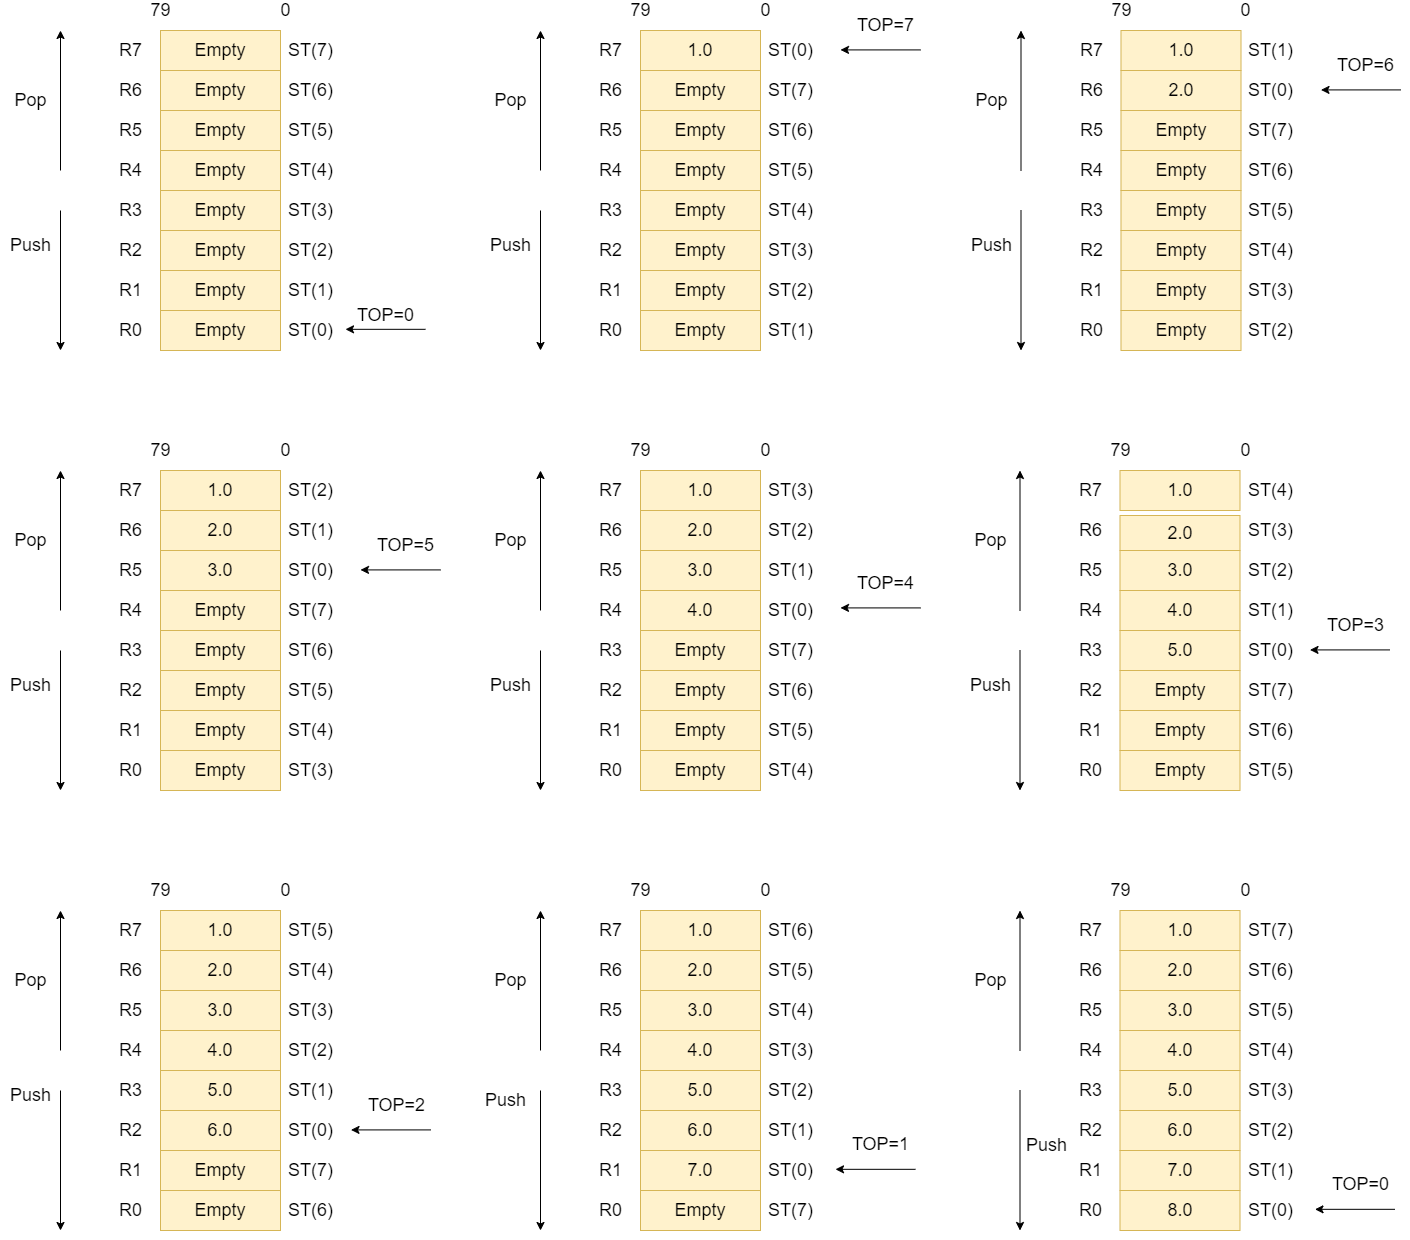 79 0
R7 Empty ST(7)
R6 Empty ST(6)
Pop
R5 Empty ST(5)
R4 Empty ST(4)
R3 Empty ST(3)
Push
R2 Empty ST(2)
R1 Empty ST(1)
TOP=0
R0 Empty ST(0)
79 0
TOP=7
R7 1.0 ST(0)
R6 Empty ST(7)
Pop
R5 Empty ST(6)
R4 Empty ST(5)
R3 Empty ST(4)
Push
R2 Empty ST(3)
R1 Empty ST(2)
R0 Empty ST(1)
79 0
R7 1.0 ST(1)
TOP=6
R6 2.0 ST(0)
Pop
R5 Empty ST(7)
R4 Empty ST(6)
R3 Empty ST(5)
Push
R2 Empty ST(4)
R1 Empty ST(3)
R0 Empty ST(2)
79 0
R7 1.0 ST(2)
R6 2.0 ST(1)
Pop
TOP=5
R5 3.0 ST(0)
R4 Empty ST(7)
R3 Empty ST(6)
Push
R2 Empty ST(5)
R1 Empty ST(4)
R0 Empty ST(3)
79 0
R7 1.0 ST(3)
R6 2.0 ST(2)
Pop
R5 3.0 ST(1)
TOP=4
R4 4.0 ST(0)
R3 Empty ST(7)
Push
R2 Empty ST(6)
R1 Empty ST(5)
R0 Empty ST(4)
79 0
R7 1.0 ST(4)
R6 2.0 ST(3)
Pop
R5 3.0 ST(2)
R4 4.0 ST(1)
TOP=3
R3 5.0 ST(0)
Push
R2 Empty ST(7)
R1 Empty ST(6)
R0 Empty ST(5)
79 0
R7 1.0 ST(5)
R6 2.0 ST(4)
Pop
R5 3.0 ST(3)
R4 4.0 ST(2)
R3 5.0 ST(1)
Push
TOP=2
R2 6.0 ST(0)
R1 Empty ST(7)
R0 Empty ST(6)
79 0
R7 1.0 ST(6)
R6 2.0 ST(5)
Pop
R5 3.0 ST(4)
R4 4.0 ST(3)
R3 5.0 ST(2)
Push
R2 6.0 ST(1)
TOP=1
R1 7.0 ST(0)
R0 Empty ST(7)
79 0
R7 1.0 ST(7)
R6 2.0 ST(6)
Pop
R5 3.0 ST(5)
R4 4.0 ST(4)
R3 5.0 ST(3)
R2 6.0 ST(2)
Push
R1 7.0 ST(1)
TOP=0
R0 8.0 ST(0)